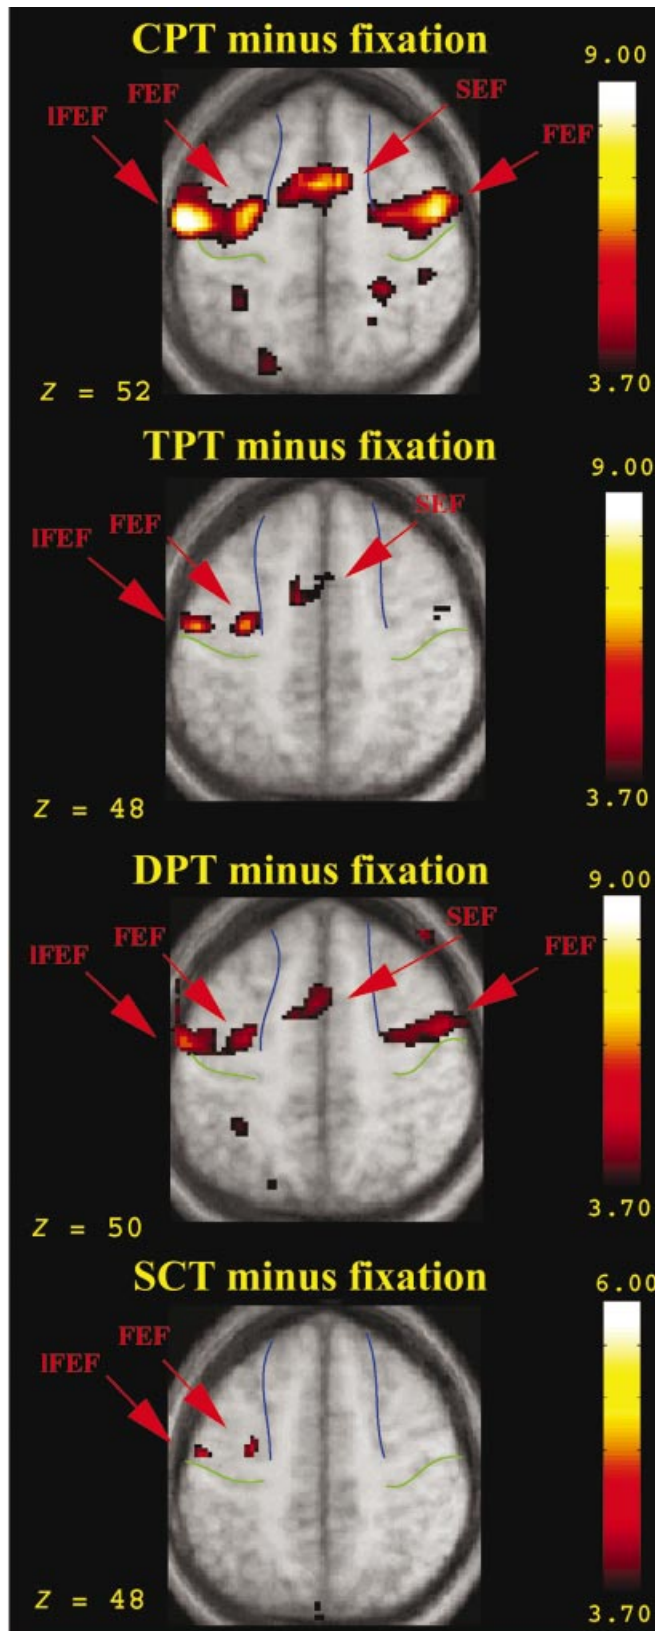 CPT minus fixation
9.00
FEF
SEF
lFEF
FEF
3.70
Z = 52
TPT minus fixation
9.00
FEF
SEF
lFEF
3.70
Z = 48
DPT minus fixation
9.00
SEF
FEF
FEF
lFEF
3.70
Z = 50
SCT minus fixation
6.00
FEF
lFEF
Z = 48
3.70